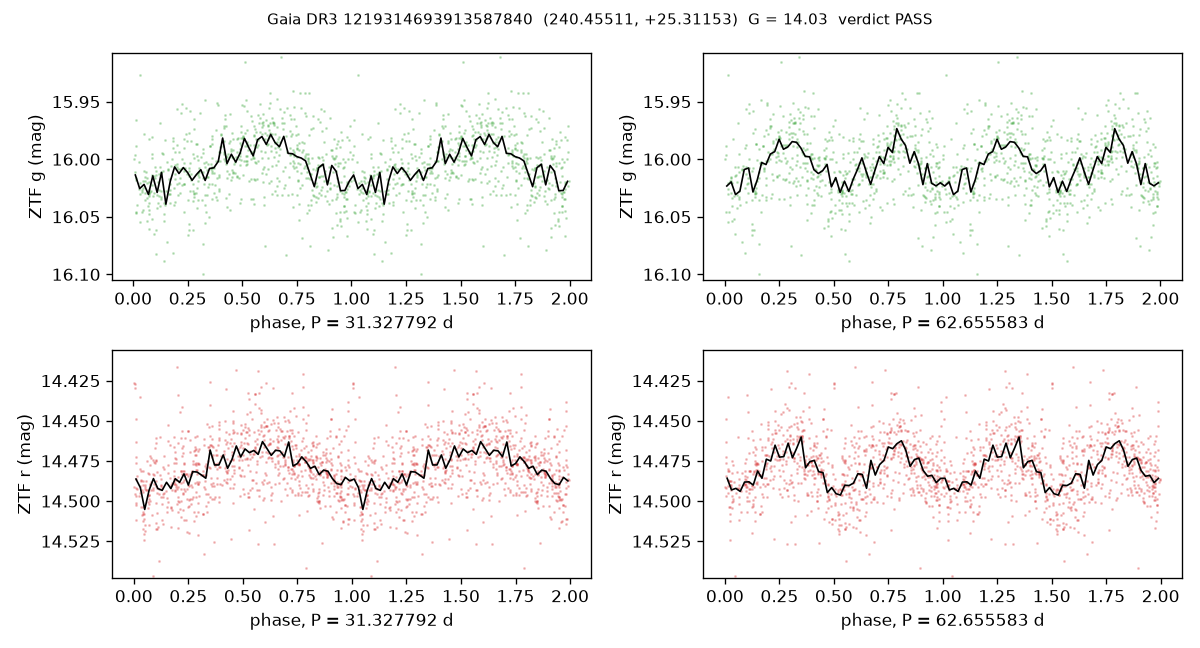 Gaia DR3 1219314693913587840 (240.45511, +25.31153) G = 14.03 verdict PASS
ZTF g (mag)
15.95
16.00
16.05
16.10
0.00 0.25 0.50 0.75 1.00 1.25 1.50 1.75 2.00
phase, P = 31.327792 d
ZTF g (mag)
15.95
16.00
16.05
16.10
0.00 0.25 0.50 0.75 1.00 1.25 1.50 1.75 2.00
phase, P = 62.655583 d
ZTF r (mag)
14.425
14.450
14.475
14.500
14.525
0.00 0.25 0.50 0.75 1.00 1.25 1.50 1.75 2.00
phase, P = 31.327792 d
ZTF r (mag)
14.425
14.450
14.475
14.500
14.525
0.00 0.25 0.50 0.75 1.00 1.25 1.50 1.75 2.00
phase, P = 62.655583 d